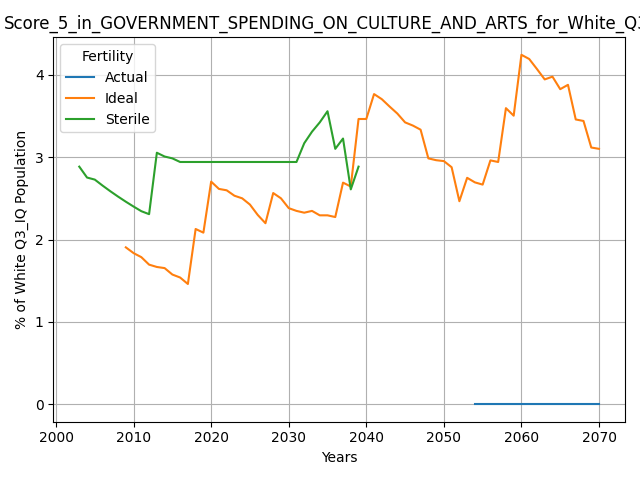 Score_5_in_GOVERNMENT_SPENDING_ON_CULTURE_AND_ARTS_for_White_Q3
Fertility
Actual
Ideal
Sterile
% of White Q3_IQ Population
4
3
2
1
0
2000 2010 2020 2030 2040 2050 2060 2070
Years